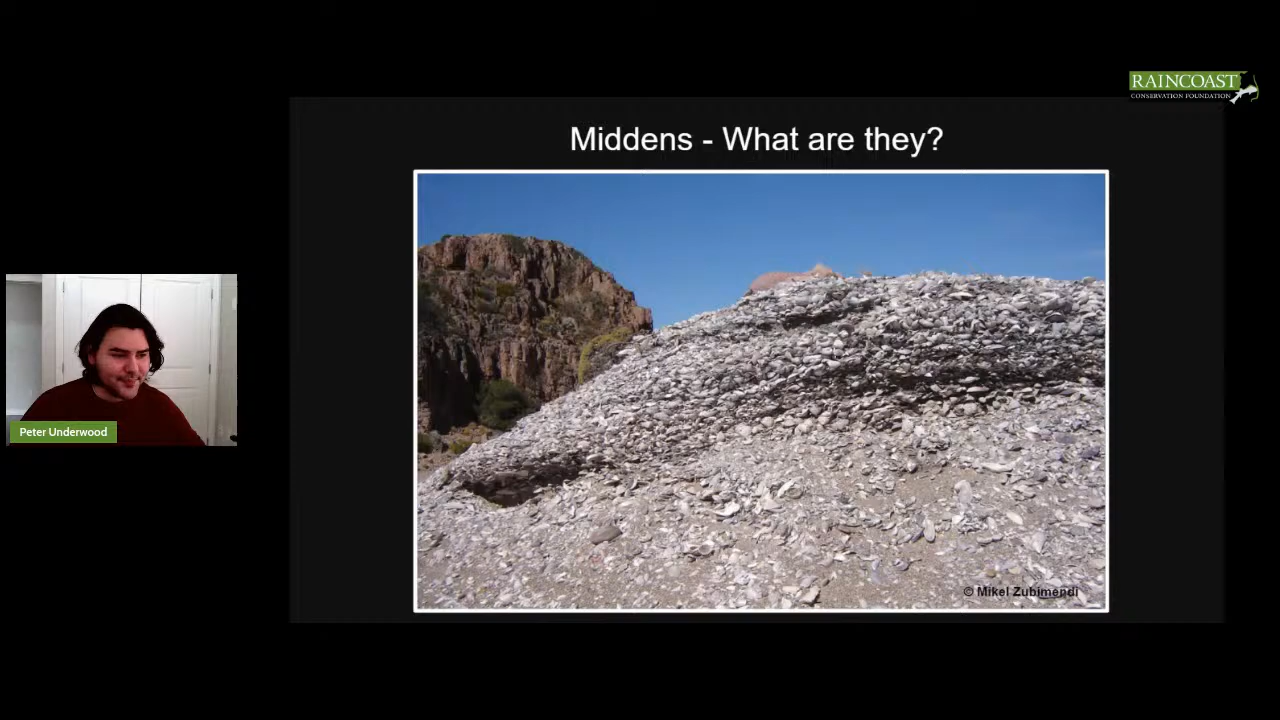 RAINCOAST
CONSERVATION FOUNDATION
Middens - What are they?
Peter Underwood
© Mikel Zubimendi